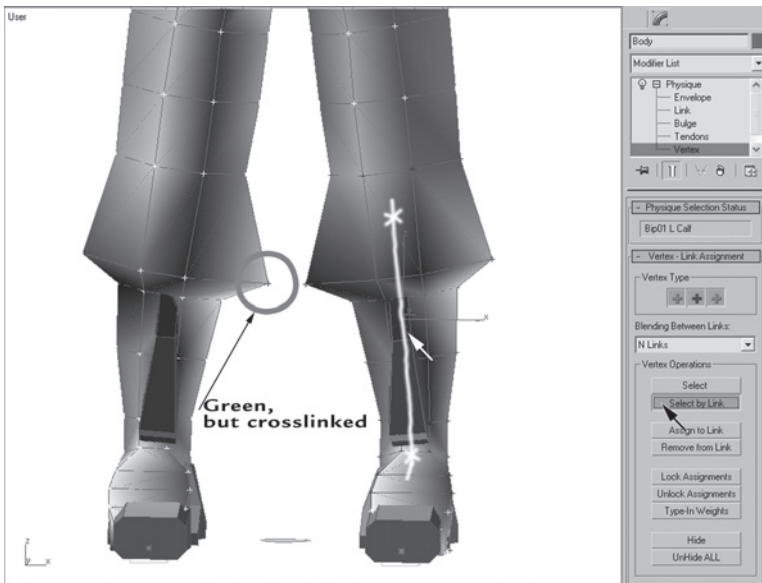 User
Green,
but crosslinked
x
z
y x
Body
Modifier List
Physique
Envelope
Link
Bulge
Tendons
Vertex
- Physique Selection Status
Bip01 L Calf
- Vertex - Link Assignment
Vertex Type
Blending Between Links:
N Links
Vertex Operations
Select
Select by Link
Assign to Link
Remove from Link
Lock Assignments
Unlock Assignments
Type-In Weights
Hide
UnHide ALL